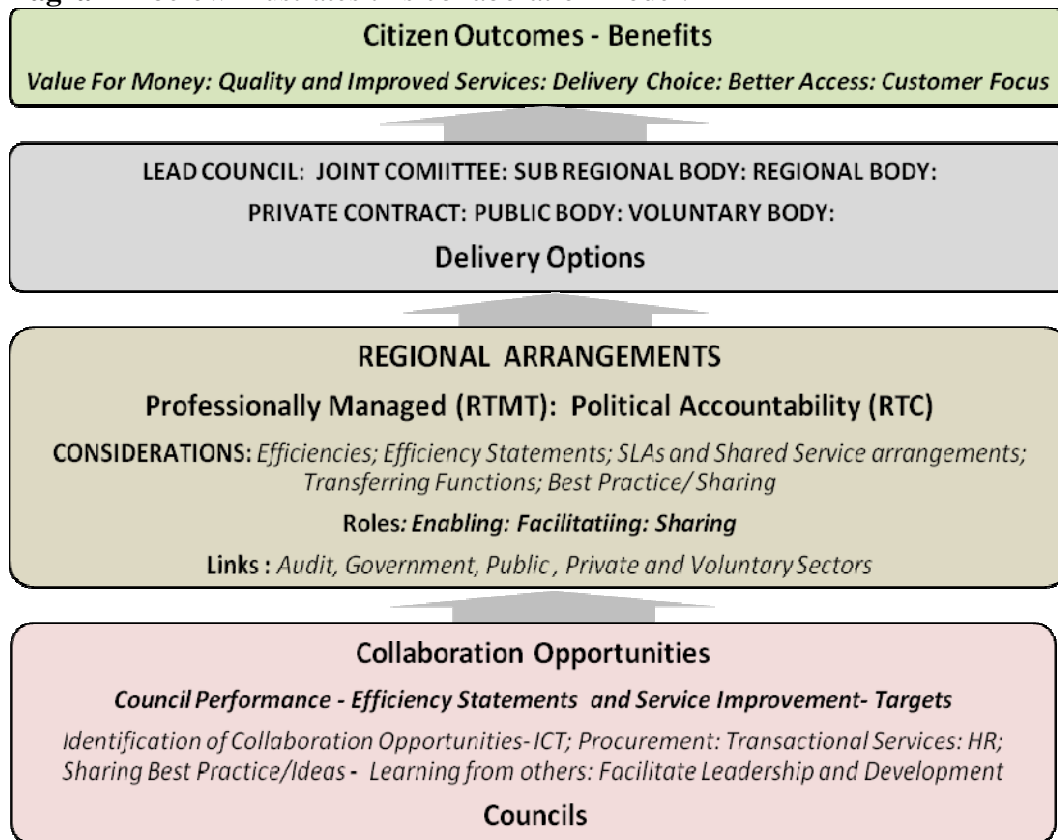 Citizen Outcomes - Benefits
Value For Money: Quality and Improved Services: Delivery Choice: Better Access: Customer Focus
LEAD COUNCIL: JOINT COMIITTEE: SUB REGIONAL BODY: REGIONAL BODY:
PRIVATE CONTRACT: PUBLIC BODY: VOLUNTARY BODY:
Delivery Options
REGIONAL ARRANGEMENTS
Professionally Managed (RTMT): Political Accountability (RTC)
CONSIDERATIONS: Efficiencies; Efficiency Statements; SLAs and Shared Service arrangements;
Transferring Functions; Best Practice/ Sharing
Roles: Enabling: Facilitatiing: Sharing
Links : Audit, Government, Public , Private and Voluntary Sectors
Collaboration Opportunities
Council Performance - Efficiency Statements and Service Improvement- Targets
Identification of Collaboration Opportunities- ICT; Procurement: Transactional Services: HR;
Sharing Best Practice/Ideas - Learning from others: Facilitate Leadership and Development
Councils